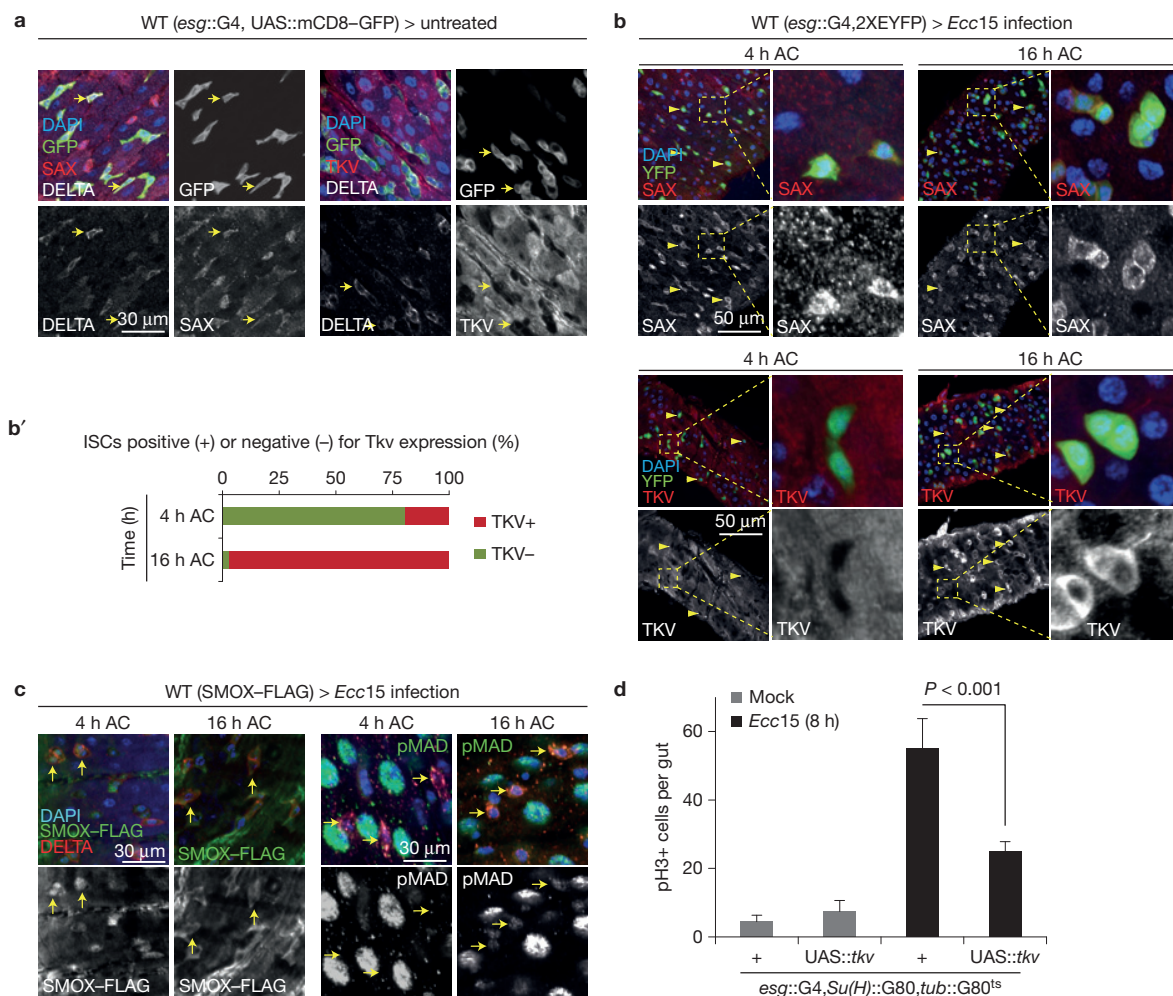 a
WT (esg::G4, UAS::mCD8–GFP) > untreated
DAPI
GFP
SAX
DELTA
GFP
DAPI
GFP
TKV
DELTA
GFP
DELTA
30 μm
SAX
DELTA
TKV
b
WT (esg::G4,2XEYFP) > Ecc15 infection
4 h AC
16 h AC
DAPI
YFP
SAX
SAX
SAX
SAX
SAX
50 μm
SAX
SAX
SAX
4 h AC
16 h AC
DAPI
YFP
TKV
TKV
TKV
TKV
50 μm
TKV
TKV
TKV
TKV
b′
ISCs positive (+) or negative (–) for Tkv expression (%)
0 25 50 75 100
Time (h)
4 h AC
16 h AC
TKV+
TKV–
c
WT (SMOX–FLAG) > Ecc15 infection
4 h AC 16 h AC 4 h AC 16 h AC
DAPI
SMOX–FLAG
DELTA
30 μm
SMOX–FLAG
pMAD
30 μm
pMAD
SMOX–FLAG
SMOX–FLAG
pMAD
pMAD
d
Mock
Ecc15 (8 h)
P < 0.001
pH3+ cells per gut
60
40
20
0
+ UAS::tkv + UAS::tkv
esg::G4,Su(H)::G80,tub::G80ts